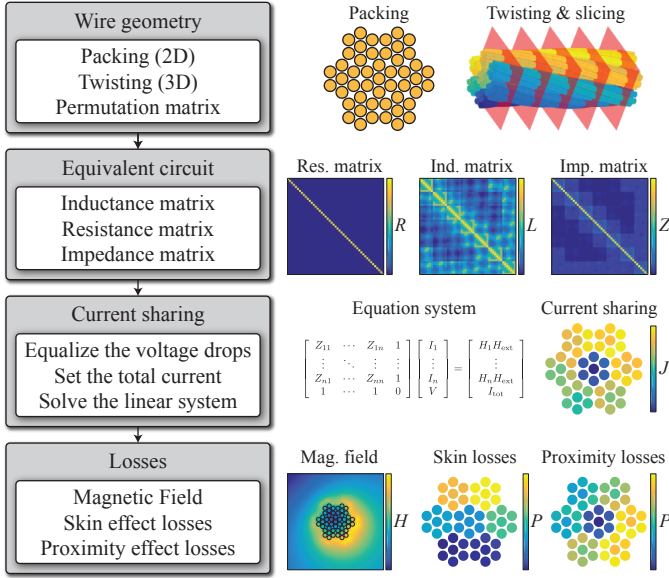 Wire geometry
Packing (2D)
Twisting (3D)
Permutation matrix
Packing
Twisting & slicing
Equivalent circuit
Inductance matrix
Resistance matrix
Impedance matrix
Res. matrix
R
Ind. matrix
L
Imp. matrix
Z
Current sharing
Equalize the voltage drops
Set the total current
Solve the linear system
Equation system
Z11 ⋯ Z1n 1 I1 H1Hext
⋮ ⋱ ⋮ ⋮ ⋮ = ⋮
Zn1 ⋯ Znn 1 In HnHext
1 ⋯ 1 0 V Itot
Current sharing
J
Losses
Magnetic Field
Skin effect losses
Proximity effect losses
Mag. field
H
Skin losses
P
Proximity losses
P